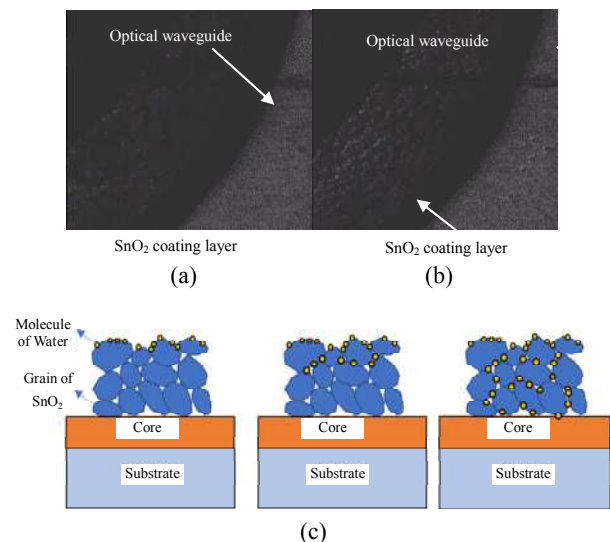 Optical waveguide
Optical waveguide
SnO₂ coating layer
SnO₂ coating layer
(a)
(b)
Molecule
of Water
Grain of
SnO₂
Core
Core
Core
Substrate
Substrate
Substrate
(c)